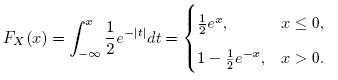 F_X(x) = \int_{-\infty}^{x} \frac{1}{2} e^{-|t|} dt = \begin{cases} \frac{1}{2} e^{x}, & x \leq 0, \\ 1 - \frac{1}{2} e^{-x}, & x > 0. \end{cases}